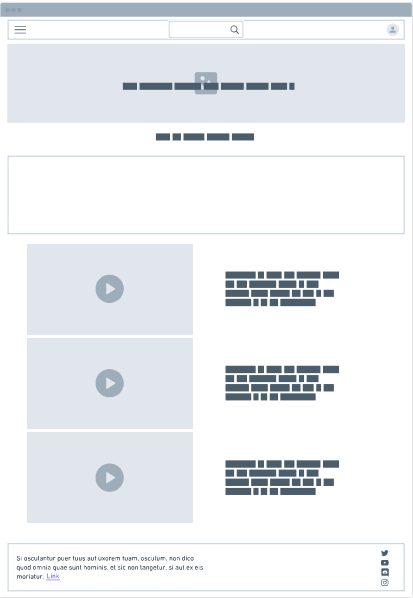 Si osculantur puer tuus aut uxorem tuam, osculum, non dico
quod omnia quae sunt hominis, et sic non tangetur, si aut ex eis
moriatur. Link